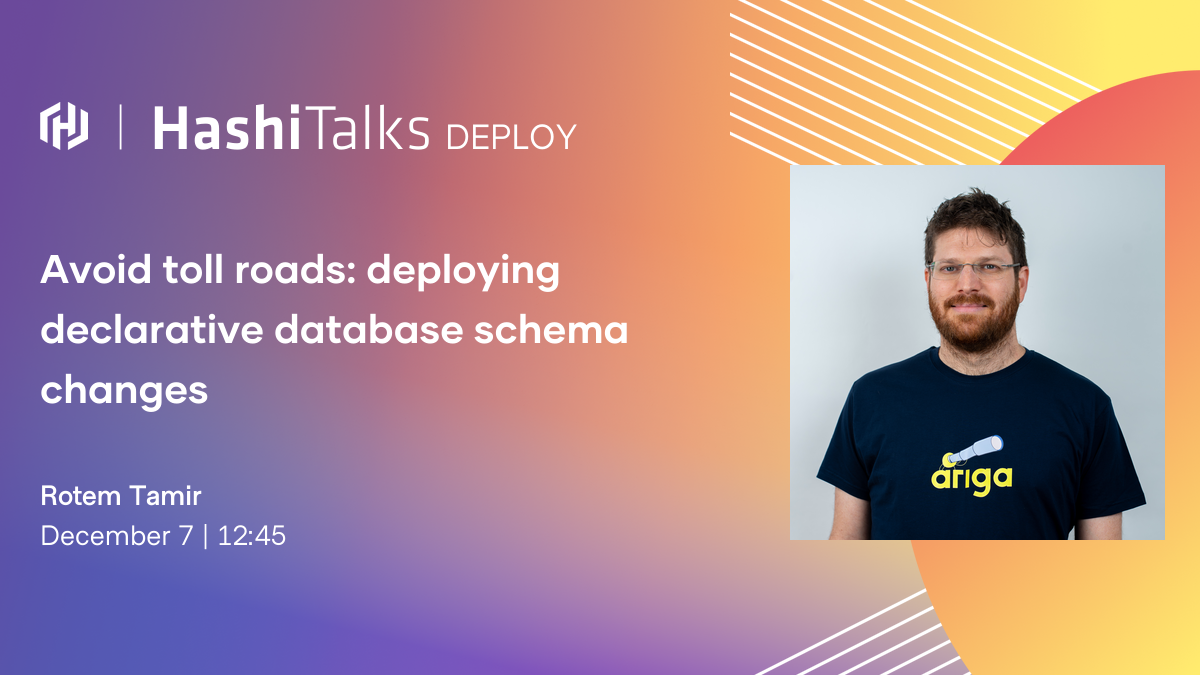 HashiTalks DEPLOY
Avoid toll roads: deploying
declarative database schema
changes
Rotem Tamir
December 7 | 12:45
ariga